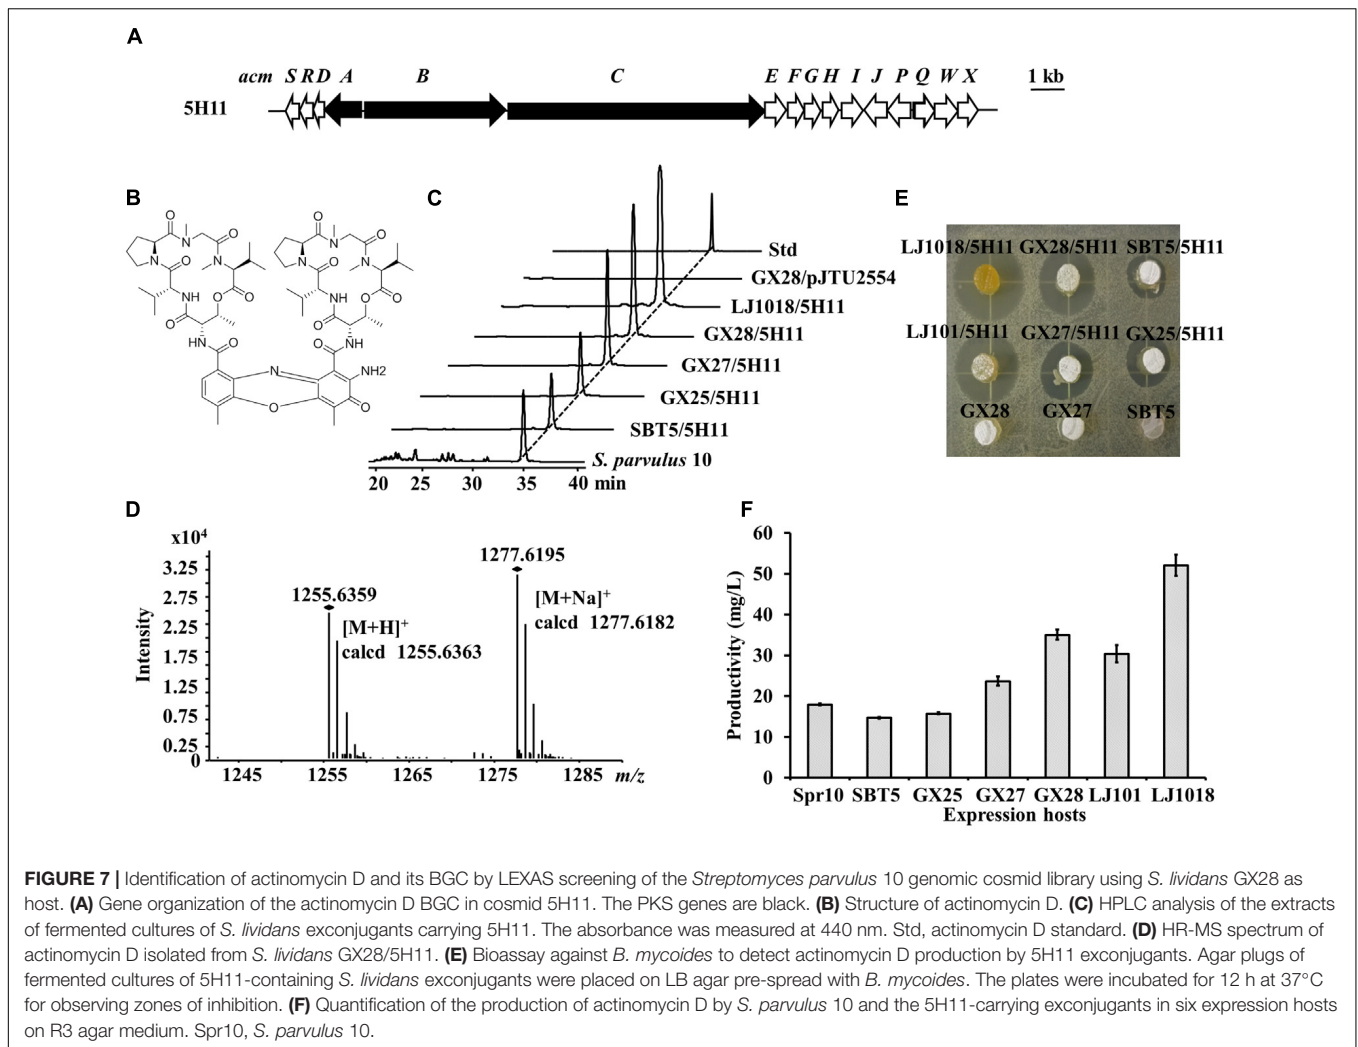 A
acm S R D A B C E F G H I J P Q W X 1 kb
5H11
B
O
N
O
O
N
O
N
O
N
O
NH
O
O
O
HN
O
O
N
O
O
N
O
N
O
N
O
NH
O
O
O
NH
O
N
NH2
O
O
C
Std
GX28/pJTU2554
LJ1018/5H11
GX28/5H11
GX27/5H11
GX25/5H11
SBT5/5H11
S. parvulus 10
20 25 30 35 40 min
E
LJ1018/5H11 GX28/5H11 SBT5/5H11
LJ101/5H11 GX27/5H11 GX25/5H11
GX28 GX27 SBT5
D
x10⁴
3.25
2.75
2.25
1.75
1.25
0.75
0.25
0
Intensity
1255.6359
[M+H]⁺
calcd 1255.6363
1277.6195
[M+Na]⁺
calcd 1277.6182
1245 1255 1265 1275 1285 m/z
F
60
50
40
30
20
10
0
Productivity (mg/L)
Spr10 SBT5 GX25 GX27 GX28 LJ101 LJ1018
Expression hosts
FIGURE 7 | Identification of actinomycin D and its BGC by LEXAS screening of the Streptomyces parvulus 10 genomic cosmid library using S. lividans GX28 as
host. (A) Gene organization of the actinomycin D BGC in cosmid 5H11. The PKS genes are black. (B) Structure of actinomycin D. (C) HPLC analysis of the extracts
of fermented cultures of S. lividans exconjugants carrying 5H11. The absorbance was measured at 440 nm. Std, actinomycin D standard. (D) HR-MS spectrum of
actinomycin D isolated from S. lividans GX28/5H11. (E) Bioassay against B. mycoides to detect actinomycin D production by 5H11 exconjugants. Agar plugs of
fermented cultures of 5H11-containing S. lividans exconjugants were placed on LB agar pre-spread with B. mycoides. The plates were incubated for 12 h at 37°C
for observing zones of inhibition. (F) Quantification of the production of actinomycin D by S. parvulus 10 and the 5H11-carrying exconjugants in six expression hosts
on R3 agar medium. Spr10, S. parvulus 10.